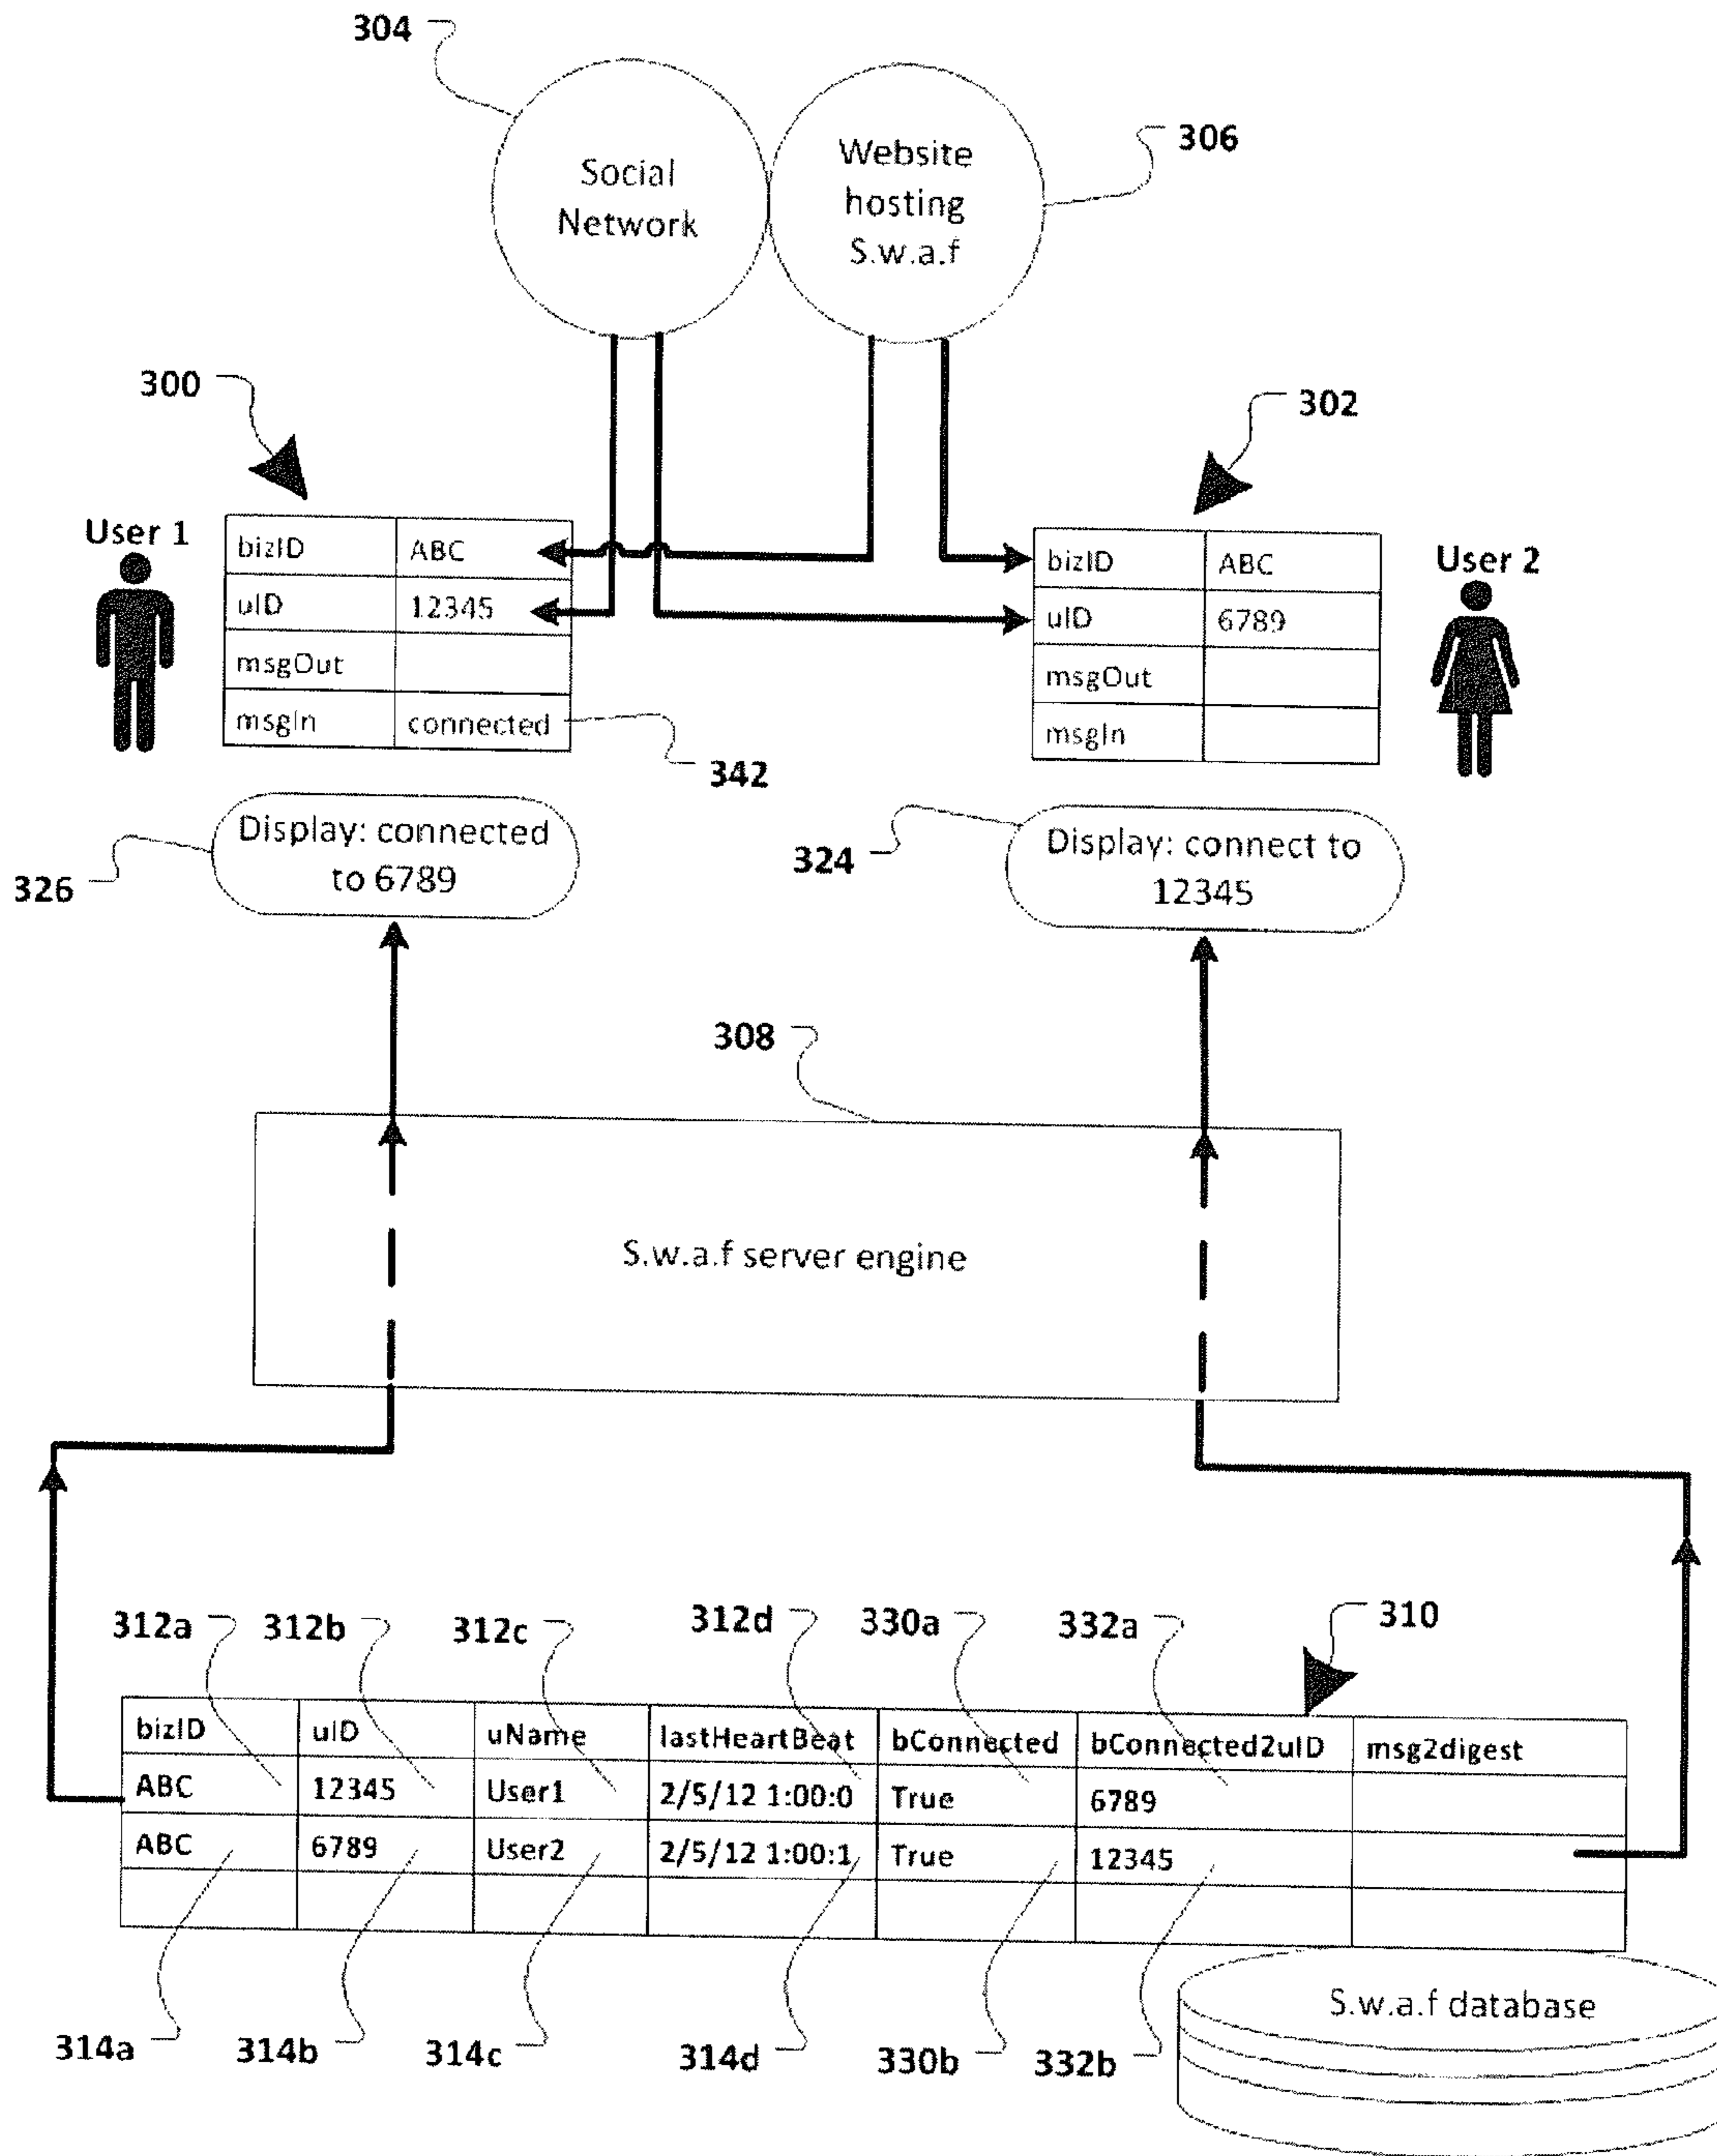 304
Social
Network
Website
hosting
S.w.a.f
306
300
302
User 1
bizID ABC
uID 12345
msgOut
msgIn connected
342
bizID ABC
uID 6789
msgOut
msgIn
User 2
Display: connected
to 6789
326
324
Display: connect to
12345
308
S.w.a.f server engine
312a 312b 312c 312d 330a 332a 310
bizID uID uName lastHeartBeat bConnected bConnected2uID msg2digest
ABC 12345 User1 2/5/12 1:00:0 True 6789
ABC 6789 User2 2/5/12 1:00:1 True 12345
314a 314b 314c 314d 330b 332b
S.w.a.f database